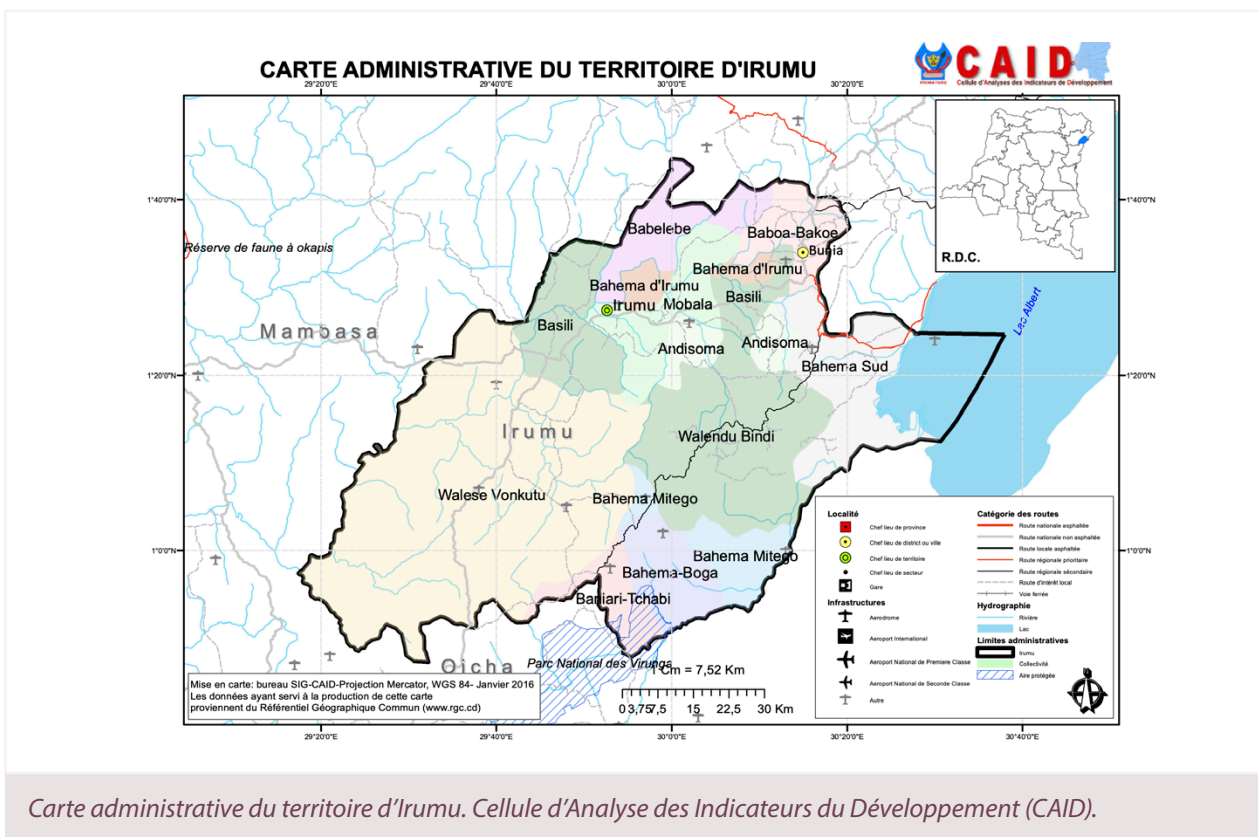 CARTE ADMINISTRATIVE DU TERRITOIRE D'IRUMU
PRIMATURE
CAID
Cellule d'Analyses des Indicateurs de Développement
29°20'0"E
29°40'0"E
30°0'0"E
30°20'0"E
1°40'0"N
1°40'0"N
R.D.C.
Babelebe
Baboa-Bakoe
Bunia
Réserve de faune à okapis
Bahema d'Irumu
Bahema d'Irumu
Irumu
Mobala
Basili
Lac Albert
Mambasa
Basili
Andisoma
Andisoma
Bahema Sud
1°20'0"N
1°20'0"N
Irumu
Walendu Bindi
Walese Vonkutu
Bahema Mitego
1°0'0"N
1°0'0"N
Bahema Mitego
Bahema-Boga
Baniari-Tchabi
Oicha
Parc National des Virunga
1 Cm = 7,52 Km
0 3,75 7,5 15 22,5 30 Km
Mise en carte: bureau SIG-CAID-Projection Mercator, WGS 84- Janvier 2016
Les données ayant servi à la production de cette carte
proviennent du Référentiel Géographique Commun (www.rgc.cd)
Localité
Chef lieu de province
Chef lieu de district ou ville
Chef lieu de territoire
Chef lieu de secteur
Gare
Infrastructures
Aerodrome
Aeroport International
Aeroport National de Premiere Classe
Aeroport National de Seconde Classe
Autre
Catégorie des routes
Route nationale asphaltée
Route nationale non asphaltée
Route locale asphaltée
Route régionale prioritaire
Route régionale sécondaire
Route d'intérêt local
Voie ferrée
Hydrographie
Rivière
Lac
Limites administratives
Irumu
Collectivité
Aire protégée
29°20'0"E
29°40'0"E
30°0'0"E
30°20'0"E
30°40'0"E
Carte administrative du territoire d'Irumu. Cellule d'Analyse des Indicateurs du Développement (CAID).